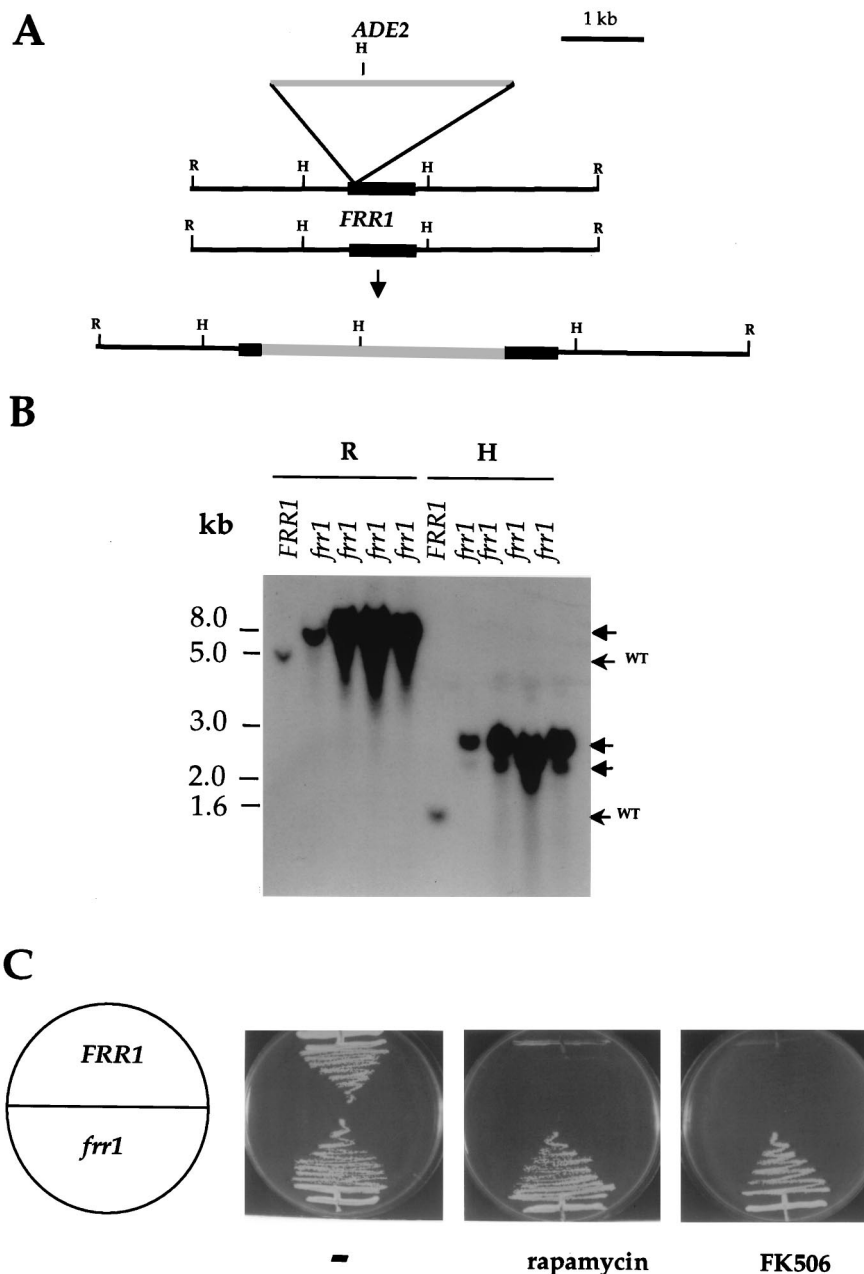 A
ADE2
H
1 kb
R H H R
FRR1
R H H R
R H H H R
B
R H
kb
FRR1 frr1 frr1 frr1 frr1 FRR1 frr1 frr1 frr1 frr1
8.0
5.0
WT
3.0
2.0
1.6
WT
C
FRR1
frr1
- rapamycin FK506